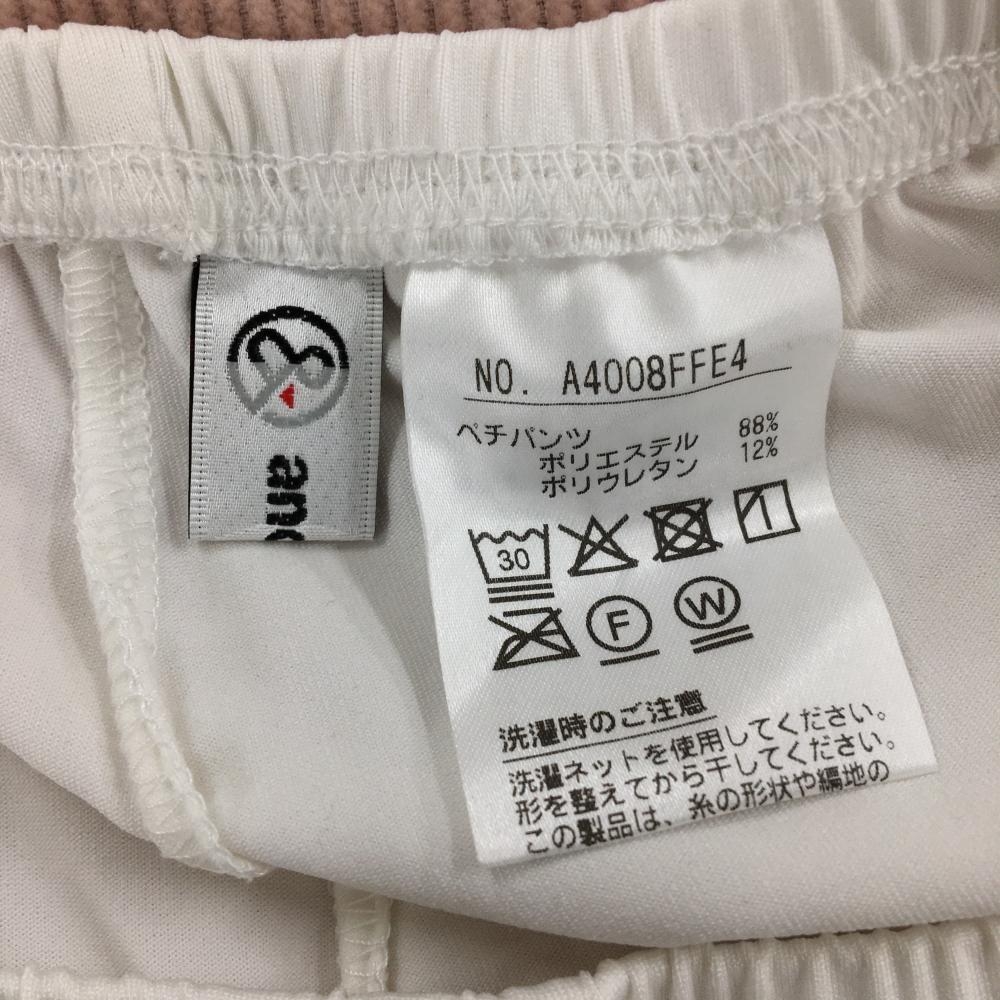 and
NO. A4008FFE4
ペチパンツ
ポリエステル 88%
ポリウレタン 12%
30
F
W
洗濯時のご注意
洗濯ネットを使用してください。
形を整えてから干してください。
この製品は、糸の形状や編地の